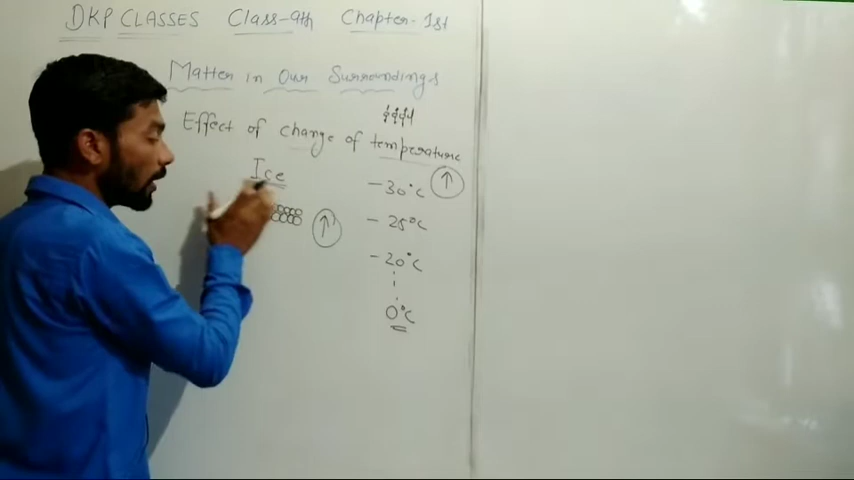 DKP CLASSES Class-9th Chapter-1st
Matter in Our Surroundings
Effect of change of temperature
Ice
-30°C
-25°C
-20°C
0°C